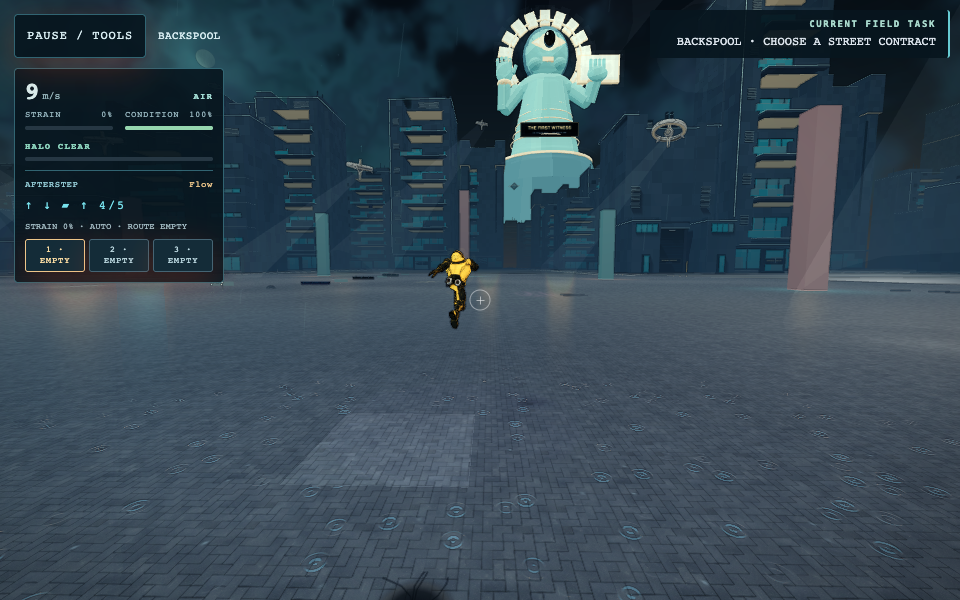 PAUSE / TOOLS
BACKSPOOL
CURRENT FIELD TASK
BACKSPOOL · CHOOSE A STREET CONTRACT
9 m/s AIR
STRAIN 0% CONDITION 100%
HALO CLEAR
AFTERSTEP Flow
↑ ↓ ▰ ↑ 4/5
STRAIN 0% · AUTO · ROUTE EMPTY
1 · EMPTY
2 · EMPTY
3 · EMPTY
THE FIRST WITNESS